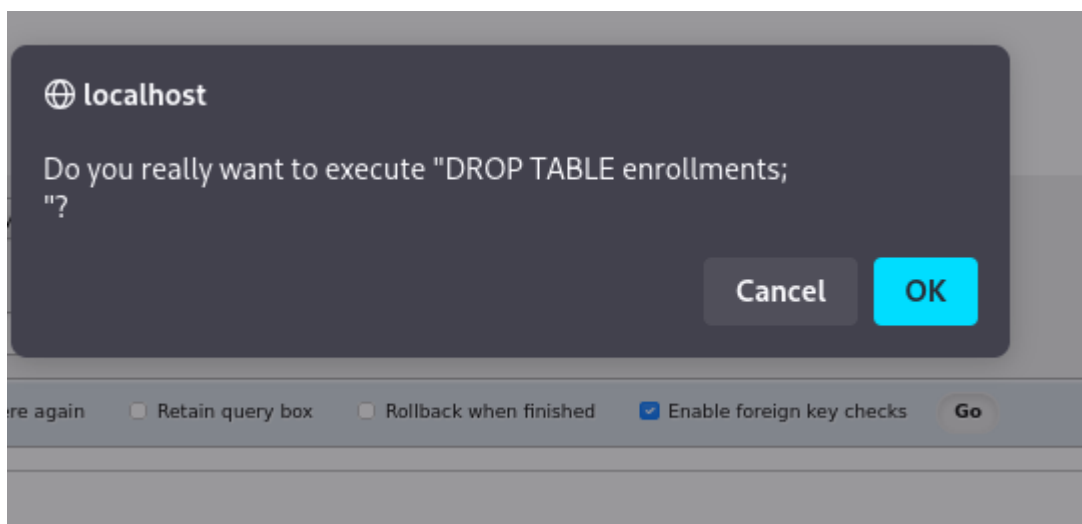 localhost
Do you really want to execute "DROP TABLE enrollments;
"?
Cancel OK
again Retain query box Rollback when finished Enable foreign key checks Go